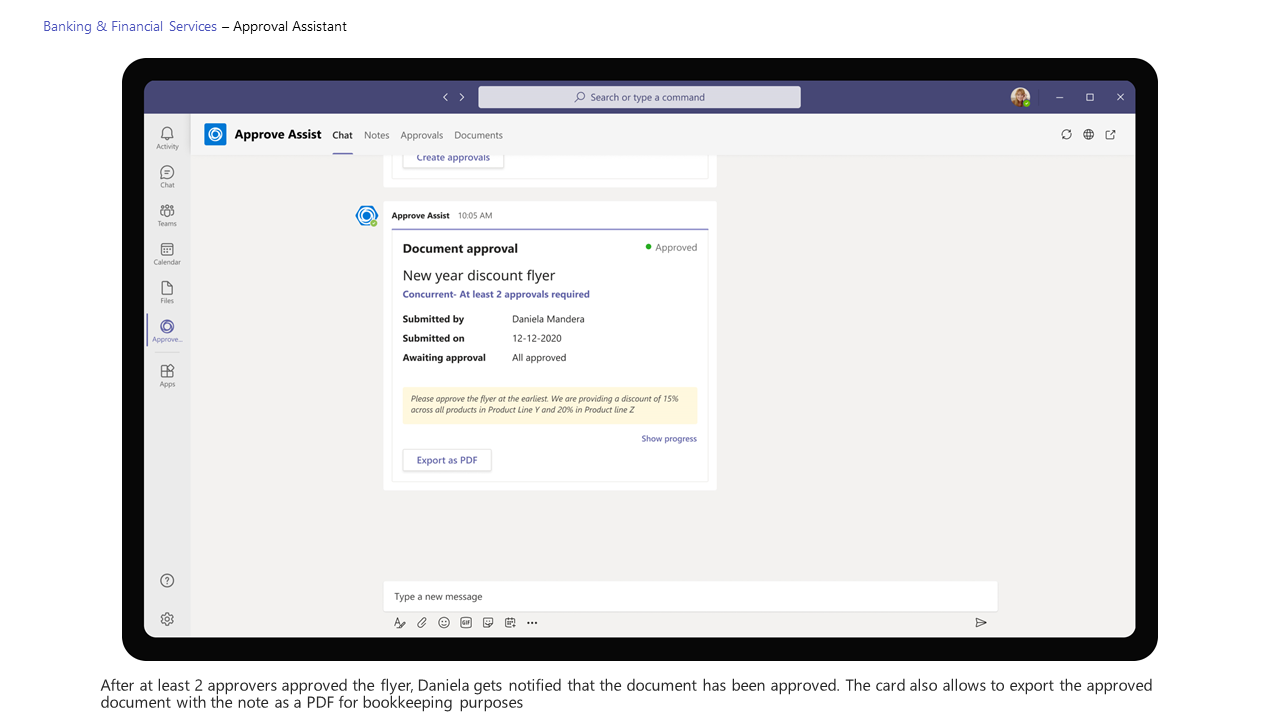 Banking & Financial Services – Approval Assistant
Search or type a command
Approve Assist Chat Notes Approvals Documents
Activity
Chat
Teams
Calendar
Files
Approve...
Apps
Create approvals
Approve Assist 10:05 AM
Document approval Approved
New year discount flyer
Concurrent- At least 2 approvals required
Submitted by Daniela Mandera
Submitted on 12-12-2020
Awaiting approval All approved
Please approve the flyer at the earliest. We are providing a discount of 15%
across all products in Product Line Y and 20% in Product line Z
Show progress
Export as PDF
Type a new message
GIF
After at least 2 approvers approved the flyer, Daniela gets notified that the document has been approved. The card also allows to export the approved
document with the note as a PDF for bookkeeping purposes